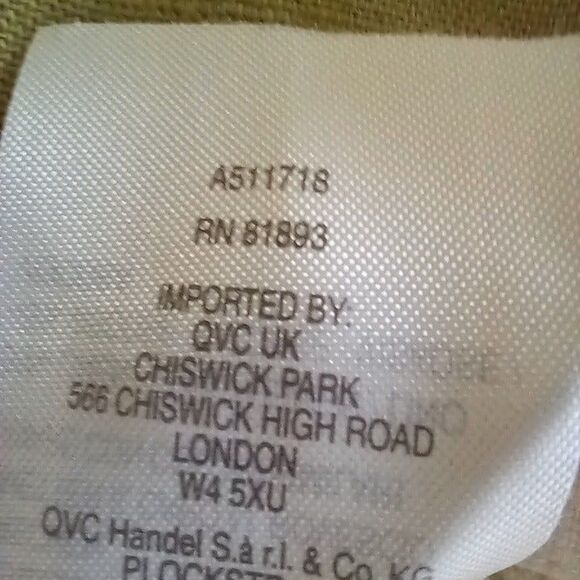 A511718
RN 81893
IMPORTED BY:
QVC UK
CHISWICK PARK
566 CHISWICK HIGH ROAD
LONDON
W4 5XU
QVC Handel S.à r.l. & Co. KG